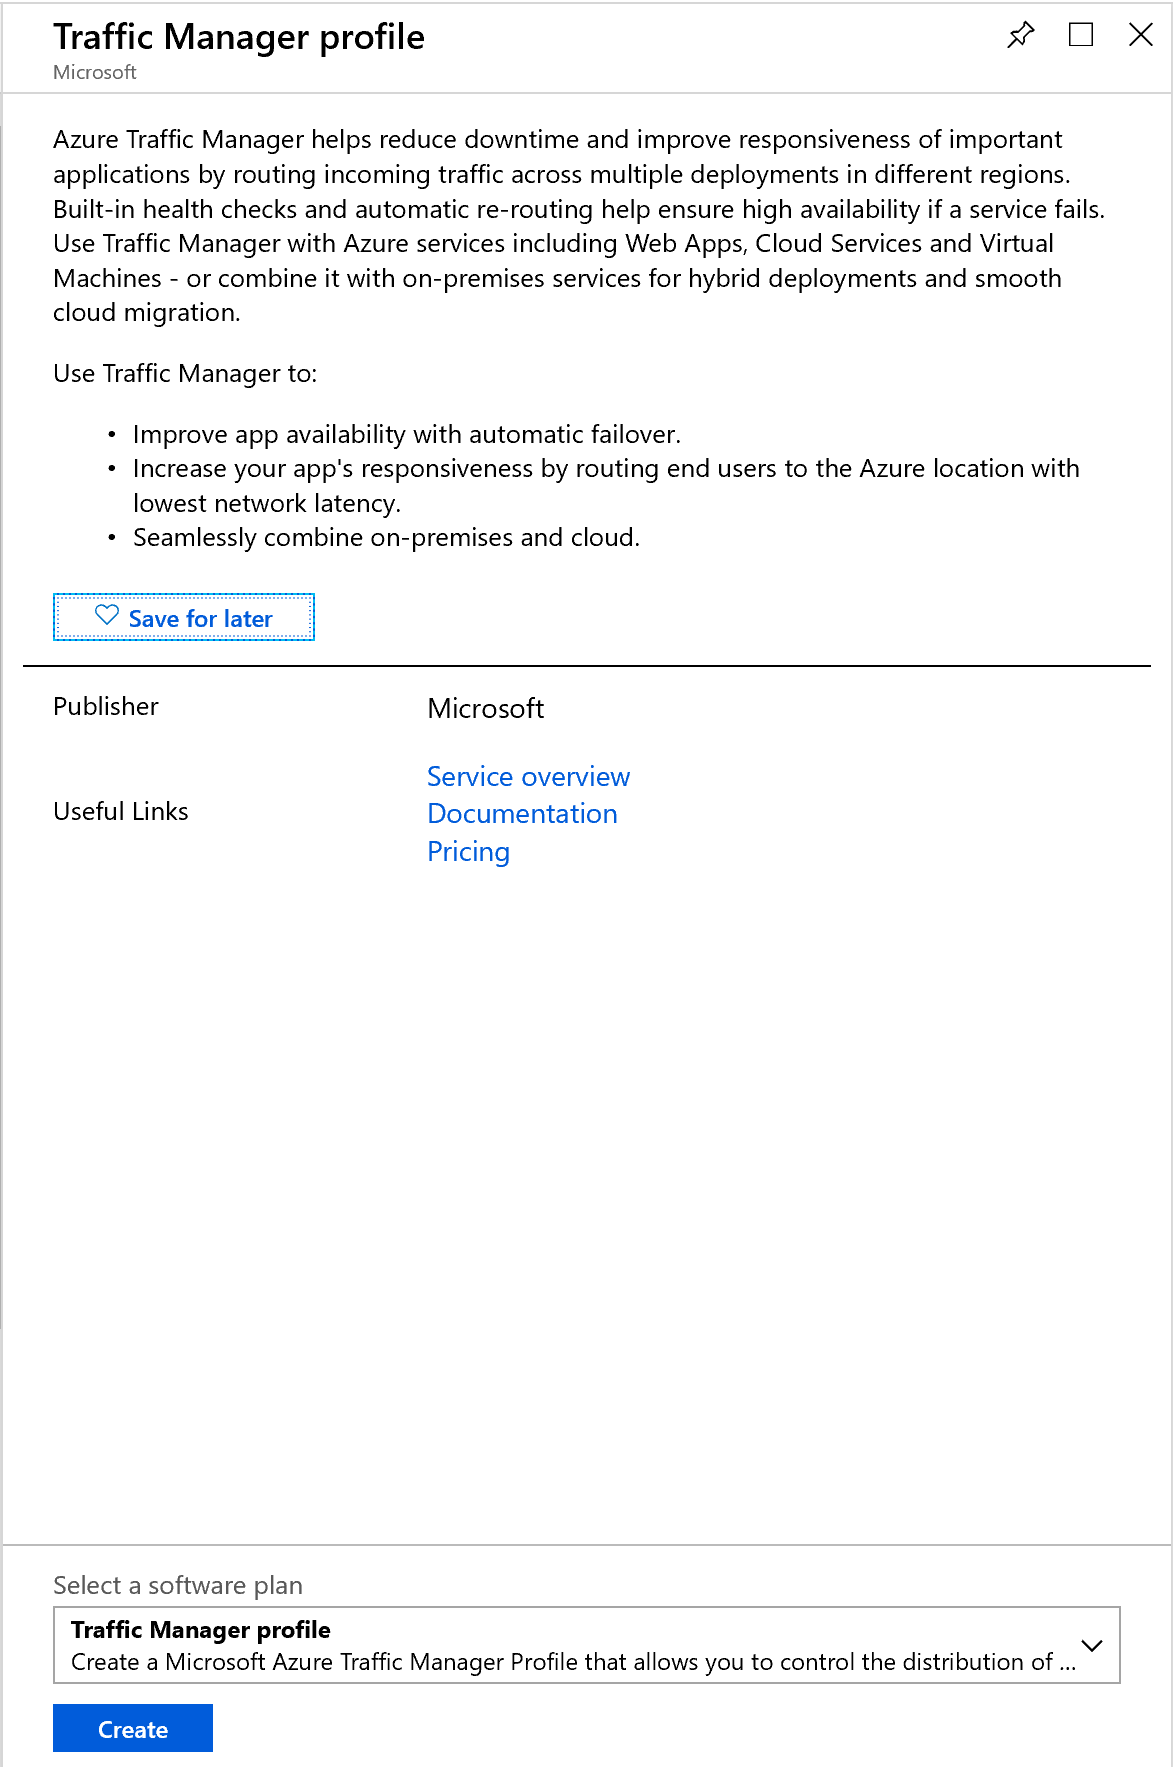 Traffic Manager profile
Microsoft
Azure Traffic Manager helps reduce downtime and improve responsiveness of important
applications by routing incoming traffic across multiple deployments in different regions.
Built-in health checks and automatic re-routing help ensure high availability if a service fails.
Use Traffic Manager with Azure services including Web Apps, Cloud Services and Virtual
Machines - or combine it with on-premises services for hybrid deployments and smooth
cloud migration.
Use Traffic Manager to:
• Improve app availability with automatic failover.
• Increase your app's responsiveness by routing end users to the Azure location with
lowest network latency.
• Seamlessly combine on-premises and cloud.
Save for later
Publisher
Microsoft
Useful Links
Service overview
Documentation
Pricing
Select a software plan
Traffic Manager profile
Create a Microsoft Azure Traffic Manager Profile that allows you to control the distribution of ...
Create